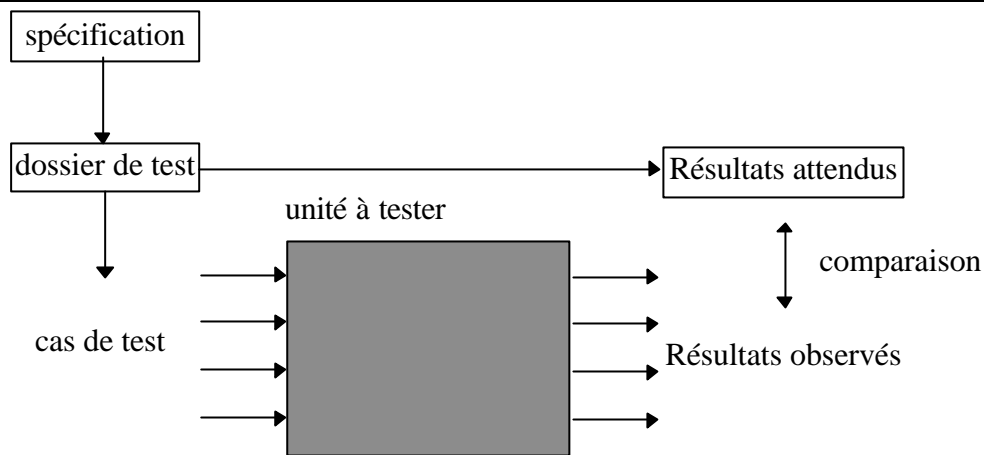 spécification
dossier de test
Résultats attendus
unité à tester
comparaison
cas de test
Résultats observés